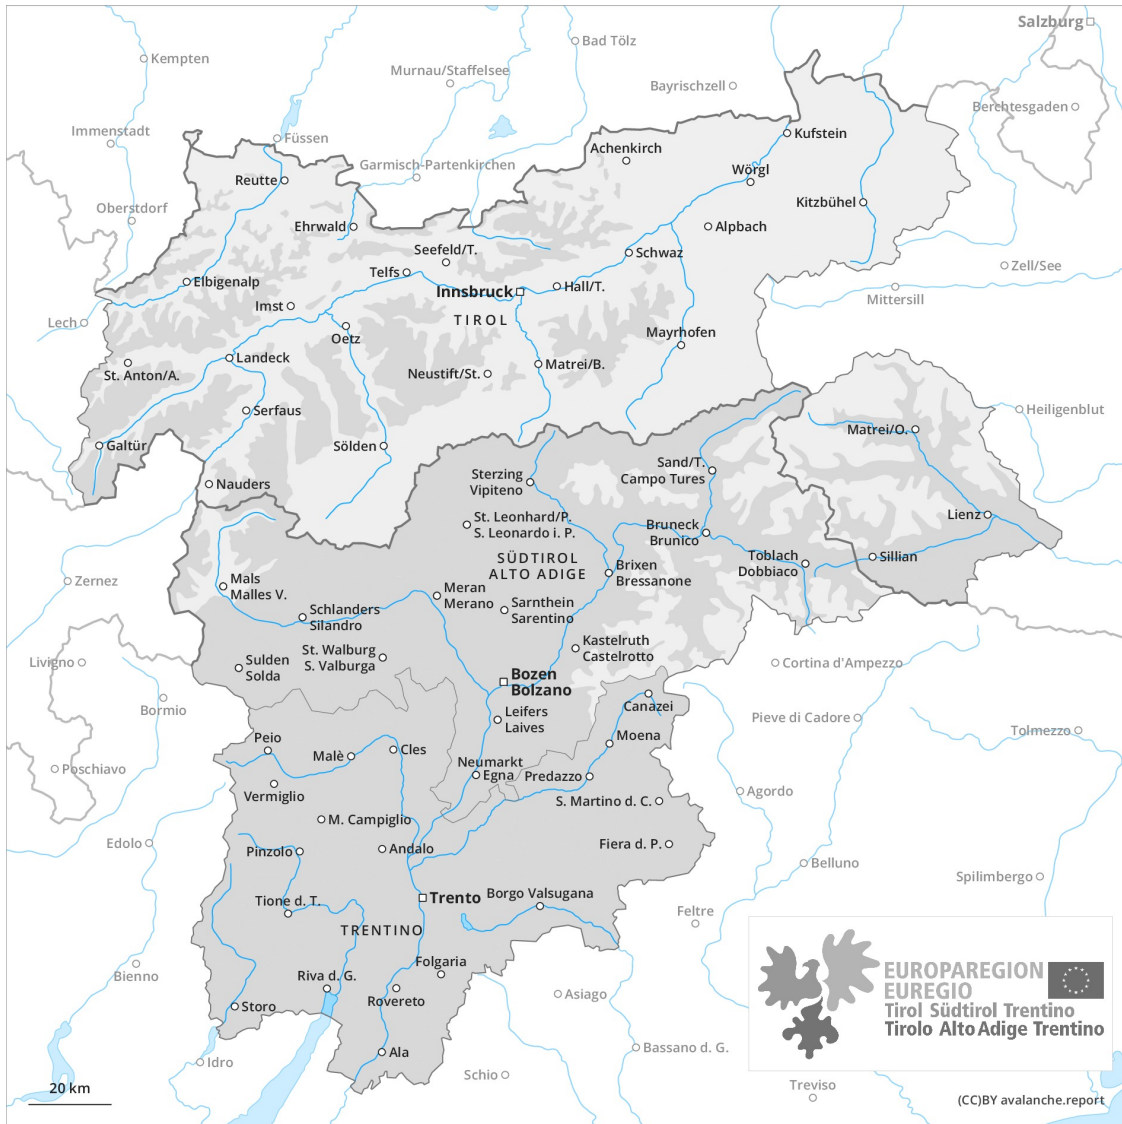 Salzburg
Bad Tölz
Kempten
Murnau/Staffelsee
Bayrischzell
Berchtesgaden
Immenstadt
Füssen
Kufstein
Achenkirch
Garmisch-Partenkirchen
Wörgl
Reutte
Kitzbühel
Oberstdorf
Ehrwald
Alpbach
Seefeld/T.
Schwaz
Zell/See
Telfs
Elbigenalp
Hall/T.
Innsbruck
Mittersill
Imst
TIROL
Lech
Mayrhofen
Oetz
Landeck
Matrei/B.
St. Anton/A.
Neustift/St.
Serfaus
Heiligenblut
Matrei/O.
Galtür
Sölden
Sand/T.
Campo Tures
Sterzing
Vipiteno
Nauders
St. Leonhard/P.
S. Leonardo i. P.
Lienz
Bruneck
Brunico
SÜDTIROL
ALTO ADIGE
Toblach
Dobbiaco
Sillian
Brixen
Bressanone
Zernez
Mals
Malles V.
Meran
Merano
Sarnthein
Sarentino
Schlanders
Silandro
Kastelruth
Castelrotto
St. Walburg
S. Valburga
Livigno
Sulden
Solda
Cortina d'Ampezzo
Bozen
Bolzano
Bormio
Canazei
Leifers
Laives
Pieve di Cadore
Tolmezzo
Peio
Moena
Malè
Cles
Neumarkt
Egna
Predazzo
Poschiavo
Vermiglio
Agordo
S. Martino d. C.
M. Campiglio
Edolo
Fiera d. P.
Pinzolo
Andalo
Belluno
Spilimbergo
Trento
Borgo Valsugana
Tione d. T.
Feltre
TRENTINO
Folgaria
Bienno
Riva d. G.
Rovereto
Asiago
Storo
EUROPAREGION
EUREGIO
Tirol Südtirol Trentino
Tirolo Alto Adige Trentino
Ala
Idro
Bassano d. G.
Schio
Treviso
20 km
(CC)BY avalanche.report